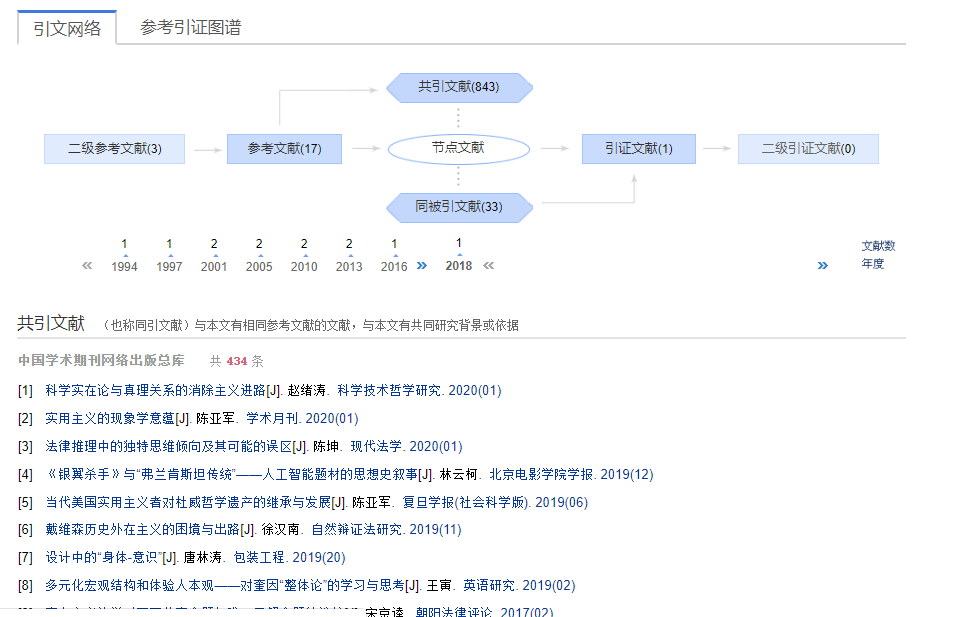 引文网络 参考引证图谱
共引文献(843)
二级参考文献(3) 参考文献(17) 节点文献 引证文献(1) 二级引证文献(0)
同被引文献(33)
1 1 2 2 2 2 1 1 文献数
« 1994 1997 2001 2005 2010 2013 2016 » 2018 « » 年度
共引文献 （也称同引文献）与本文有相同参考文献的文献，与本文有共同研究背景或依据
中国学术期刊网络出版总库 共 434 条
[1] 科学实在论与真理关系的消除主义进路[J]. 赵绪涛. 科学技术哲学研究. 2020(01)
[2] 实用主义的现象学意蕴[J]. 陈亚军. 学术月刊. 2020(01)
[3] 法律推理中的独特思维倾向及其可能的误区[J]. 陈坤. 现代法学. 2020(01)
[4] 《银翼杀手》与“弗兰肯斯坦传统”——人工智能题材的思想史叙事[J]. 林云柯. 北京电影学院学报. 2019(12)
[5] 当代美国实用主义者对杜威哲学遗产的继承与发展[J]. 陈亚军. 复旦学报(社会科学版). 2019(06)
[6] 戴维森历史外在主义的困境与出路[J]. 徐汉南. 自然辩证法研究. 2019(11)
[7] 设计中的“身体-意识”[J]. 唐林涛. 包装工程. 2019(20)
[8] 多元化宏观结构和体验人本观——对奎因“整体论”的学习与思考[J]. 王寅. 英语研究. 2019(02)
宋京逵. 朝阳法律评论. 2017(02)